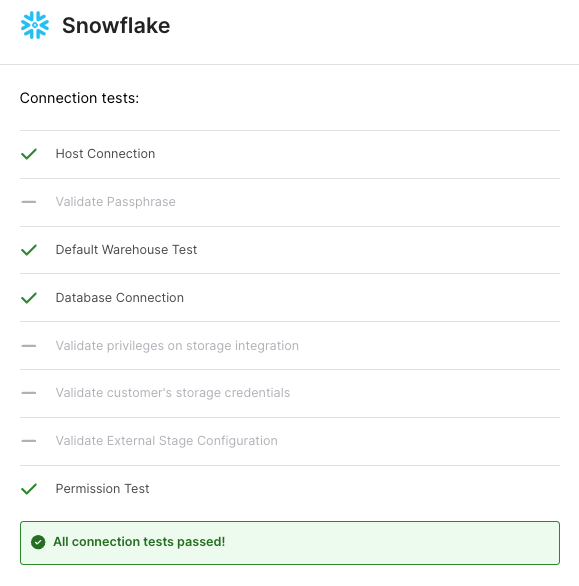 Snowflake
Connection tests:
Host Connection
Validate Passphrase
Default Warehouse Test
Database Connection
Validate privileges on storage integration
Validate customer's storage credentials
Validate External Stage Configuration
Permission Test
All connection tests passed!